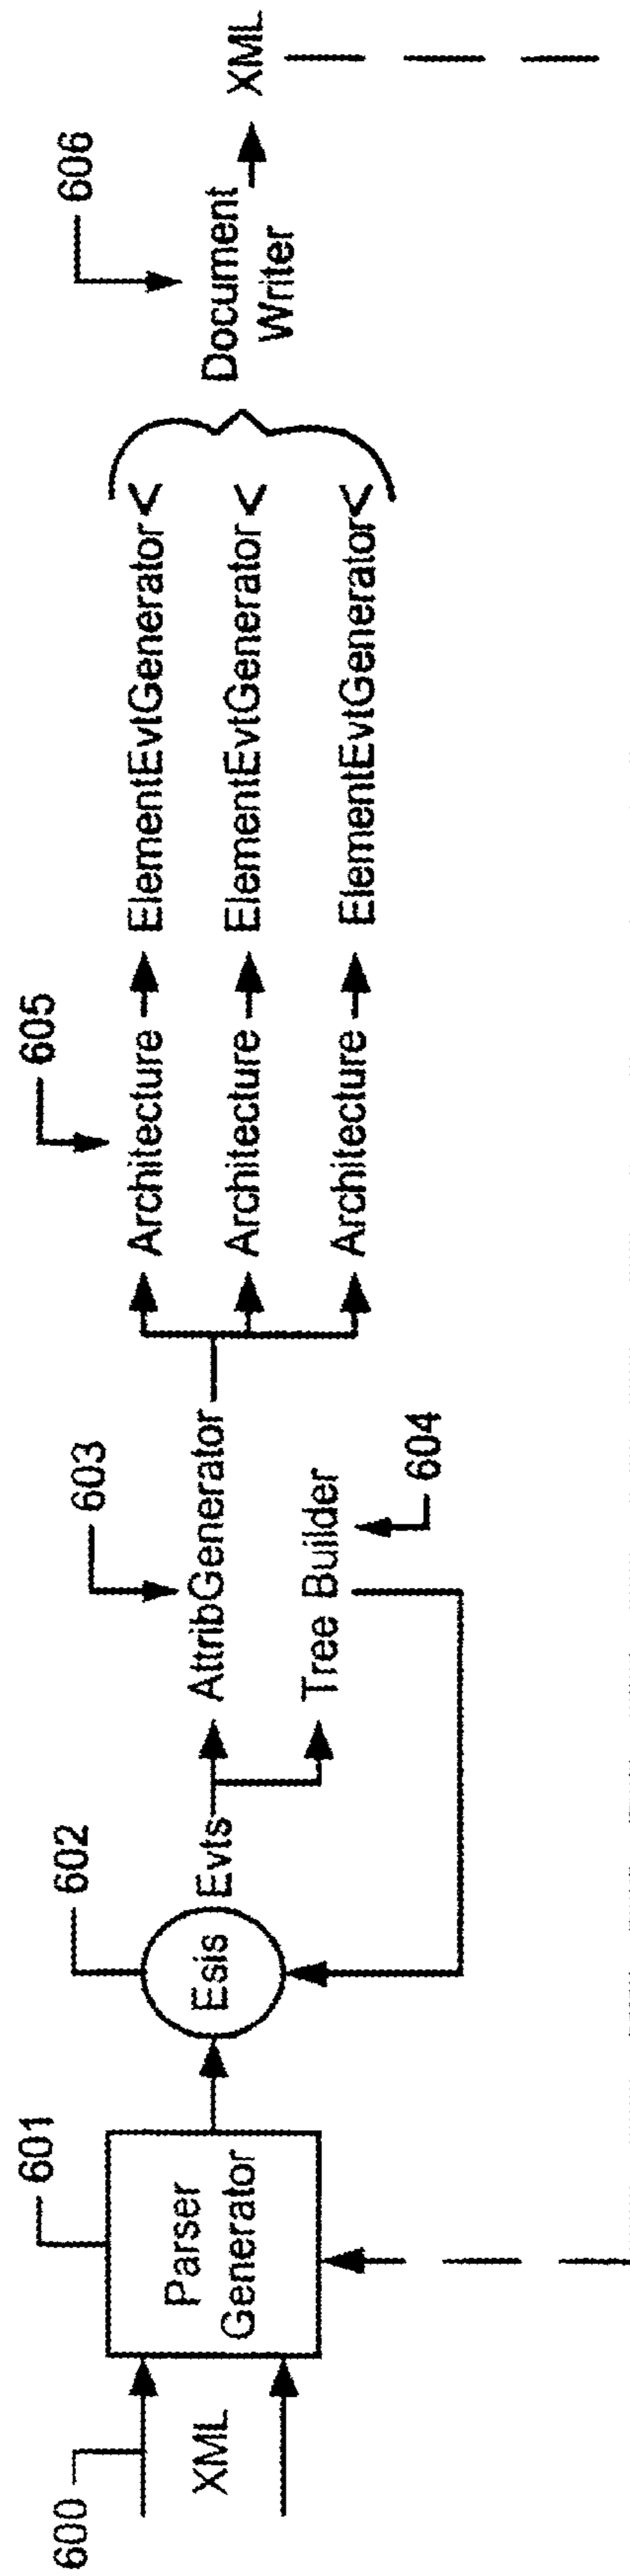 600
XML
601
Parser
Generator
602
Esis
Evts
603
AttribGenerator
Tree Builder
604
605
Architecture
ElementEvtGenerator<
Architecture
ElementEvtGenerator<
Architecture
ElementEvtGenerator<
606
Document
Writer
XML